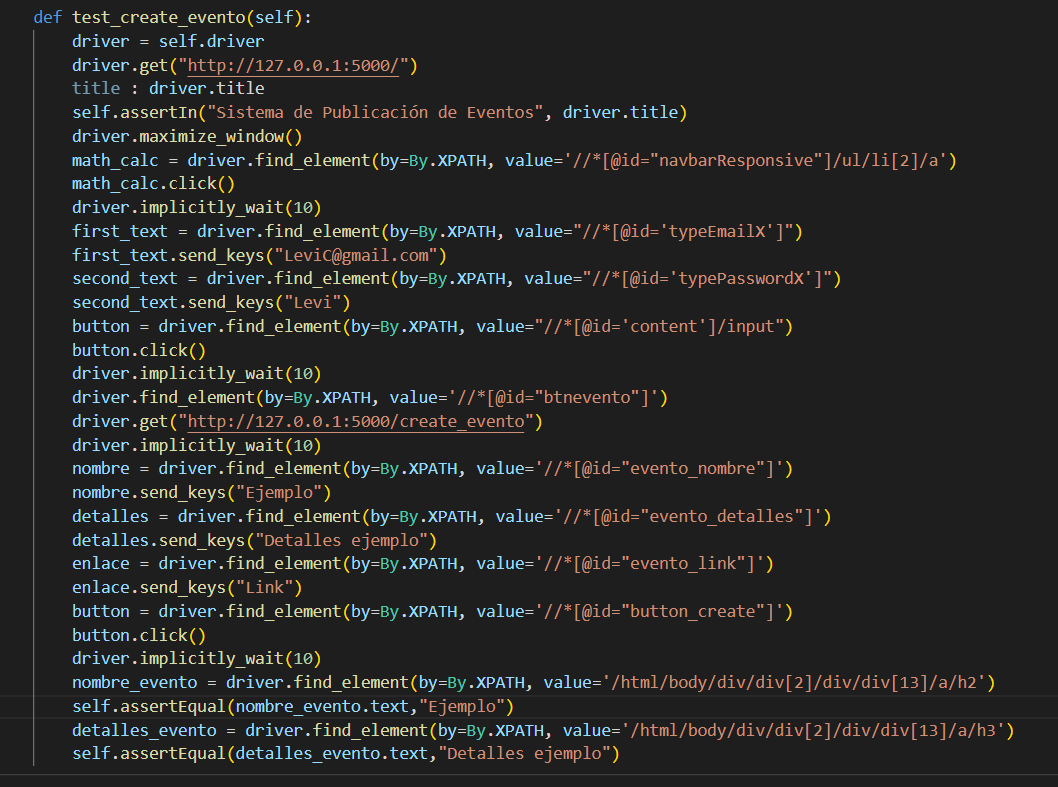 def test_create_evento(self):
    driver = self.driver
    driver.get("http://127.0.0.1:5000/")
    title : driver.title
    self.assertIn("Sistema de Publicación de Eventos", driver.title)
    driver.maximize_window()
    math_calc = driver.find_element(by=By.XPATH, value='//*[@id="navbarResponsive"]/ul/li[2]/a')
    math_calc.click()
    driver.implicitly_wait(10)
    first_text = driver.find_element(by=By.XPATH, value="//*[@id='typeEmailX']")
    first_text.send_keys("LeviC@gmail.com")
    second_text = driver.find_element(by=By.XPATH, value="//*[@id='typePasswordX']")
    second_text.send_keys("Levi")
    button = driver.find_element(by=By.XPATH, value="//*[@id='content']/input")
    button.click()
    driver.implicitly_wait(10)
    driver.find_element(by=By.XPATH, value='//*[@id="btnevento"]')
    driver.get("http://127.0.0.1:5000/create_evento")
    driver.implicitly_wait(10)
    nombre = driver.find_element(by=By.XPATH, value='//*[@id="evento_nombre"]')
    nombre.send_keys("Ejemplo")
    detalles = driver.find_element(by=By.XPATH, value='//*[@id="evento_detalles"]')
    detalles.send_keys("Detalles ejemplo")
    enlace = driver.find_element(by=By.XPATH, value='//*[@id="evento_link"]')
    enlace.send_keys("Link")
    button = driver.find_element(by=By.XPATH, value='//*[@id="button_create"]')
    button.click()
    driver.implicitly_wait(10)
    nombre_evento = driver.find_element(by=By.XPATH, value='/html/body/div/div[2]/div/div[13]/a/h2')
    self.assertEqual(nombre_evento.text,"Ejemplo")
    detalles_evento = driver.find_element(by=By.XPATH, value='/html/body/div/div[2]/div/div[13]/a/h3')
    self.assertEqual(detalles_evento.text,"Detalles ejemplo")